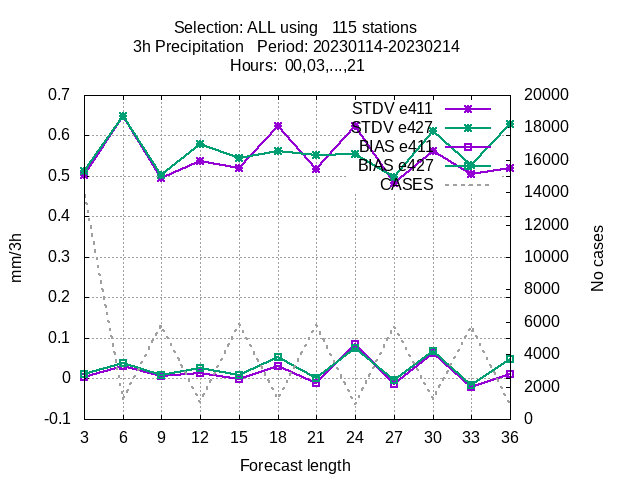 Selection: ALL using   115 stations
3h Precipitation   Period: 20230114-20230214
Hours:  00,03,...,21
0.7
0.6
0.5
0.4
0.3
0.2
0.1
0
-0.1
20000
18000
16000
14000
12000
10000
8000
6000
4000
2000
0
STDV e411
STDV e427
BIAS e411
BIAS e427
CASES
mm/3h
No cases
3 6 9 12 15 18 21 24 27 30 33 36
Forecast length